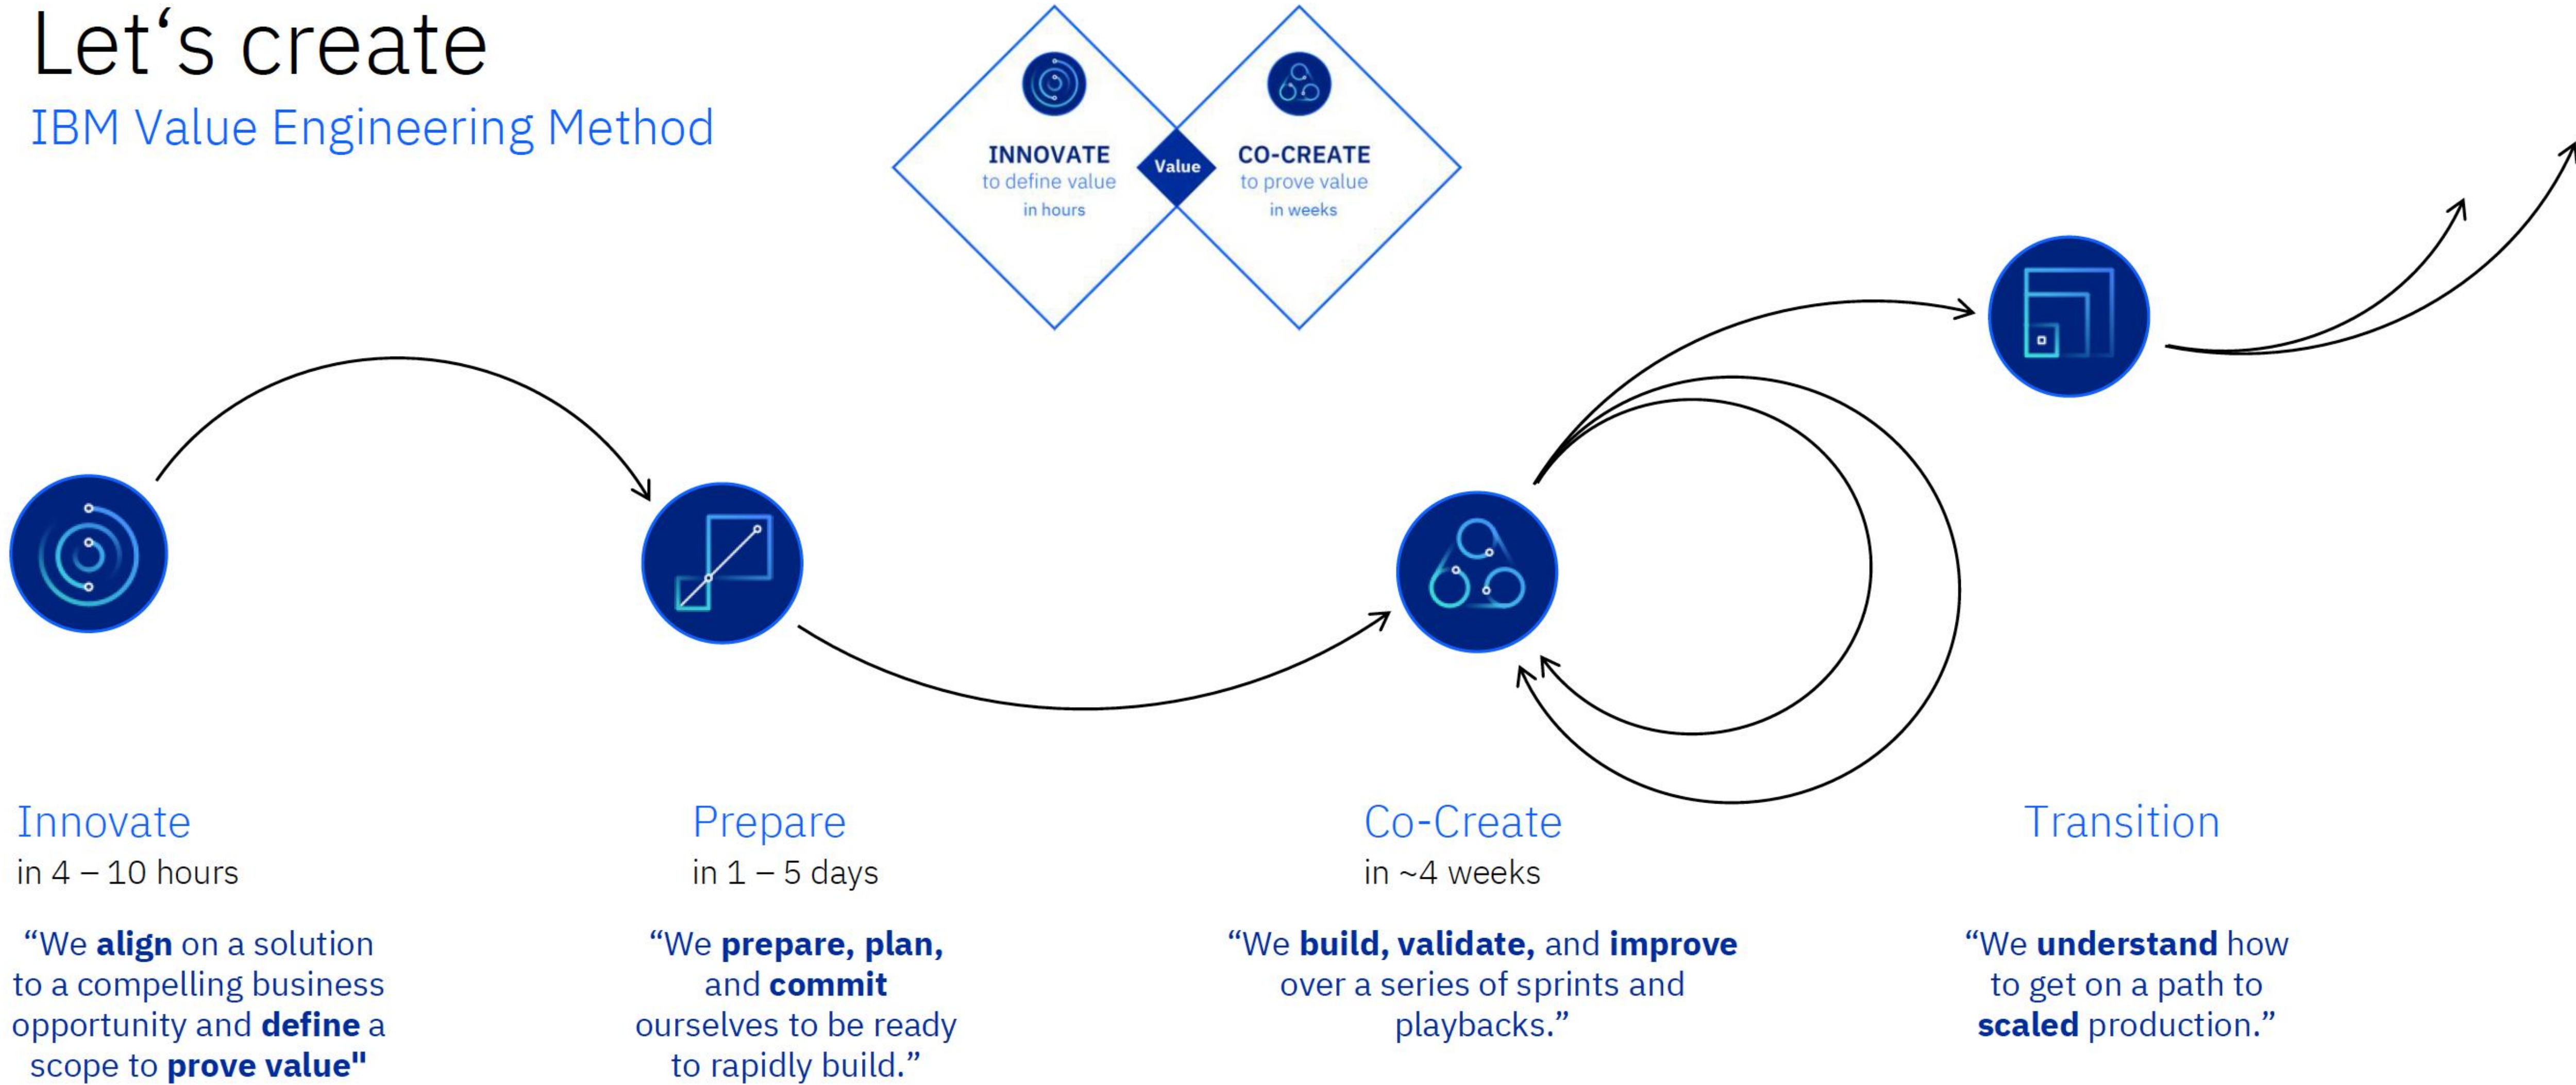 Let‘s create
IBM Value Engineering Method
INNOVATE
to define value
in hours
Value
CO-CREATE
to prove value
in weeks
Innovate
in 4 – 10 hours
“We align on a solution
to a compelling business
opportunity and define a
scope to prove value"
Prepare
in 1 – 5 days
“We prepare, plan,
and commit
ourselves to be ready
to rapidly build.”
Co-Create
in ~4 weeks
“We build, validate, and improve
over a series of sprints and
playbacks.”
Transition
“We understand how
to get on a path to
scaled production.”